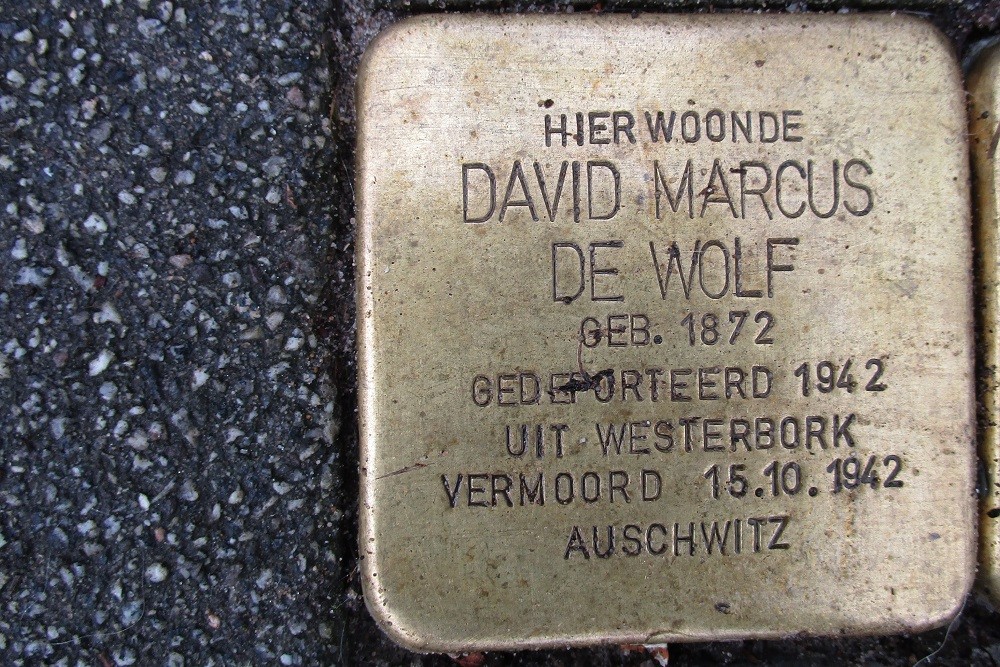 HIER WOONDE
DAVID MARCUS
DE WOLF
GEB. 1872
GEDEPORTEERD 1942
UIT WESTERBORK
VERMOORD 15.10.1942
AUSCHWITZ